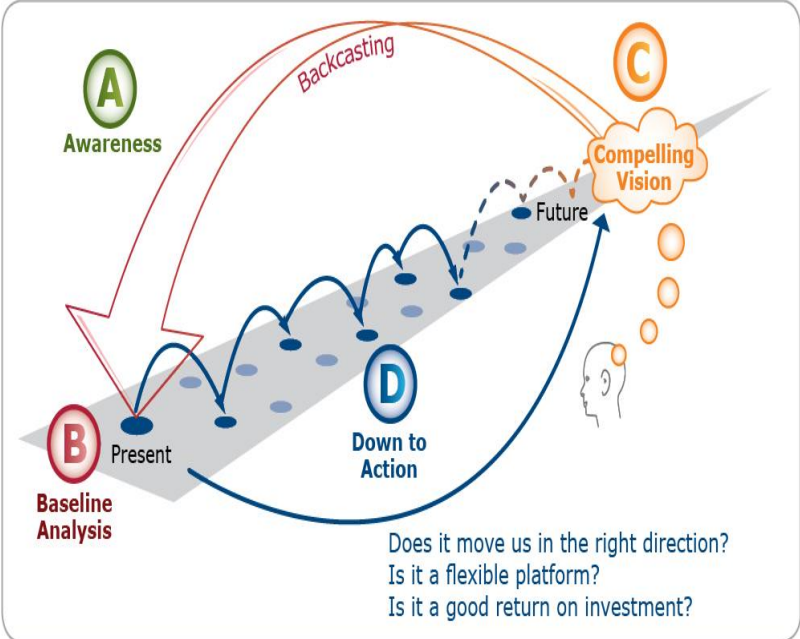 A
Awareness
Backcasting
C
Compelling
Vision
Future
D
Down to
Action
B
Present
Baseline
Analysis
Does it move us in the right direction?
Is it a flexible platform?
Is it a good return on investment?